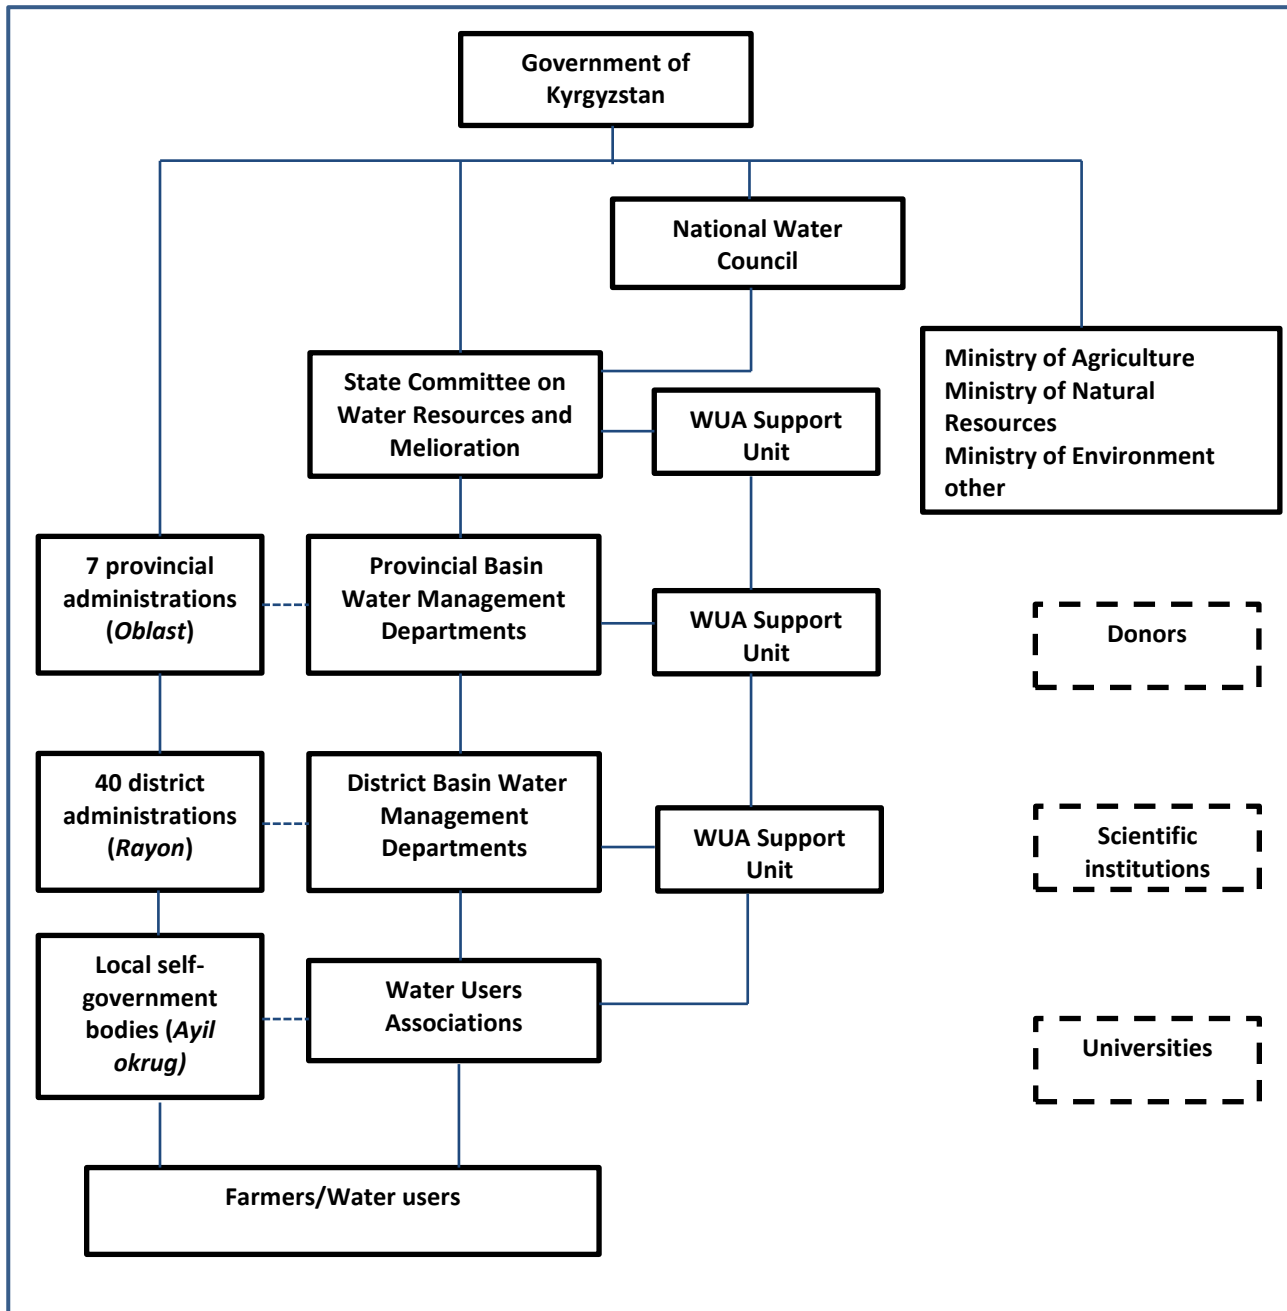 Government of
Kyrgyzstan
National Water
Council
Ministry of Agriculture
Ministry of Natural
Resources
Ministry of Environment
other
State Committee on
Water Resources and
Melioration
WUA Support
Unit
7 provincial
administrations
(Oblast)
Provincial Basin
Water Management
Departments
WUA Support
Unit
Donors
40 district
administrations
(Rayon)
District Basin Water
Management
Departments
WUA Support
Unit
Scientific
institutions
Local self-
government
bodies (Ayil
okrug)
Water Users
Associations
Universities
Farmers/Water users